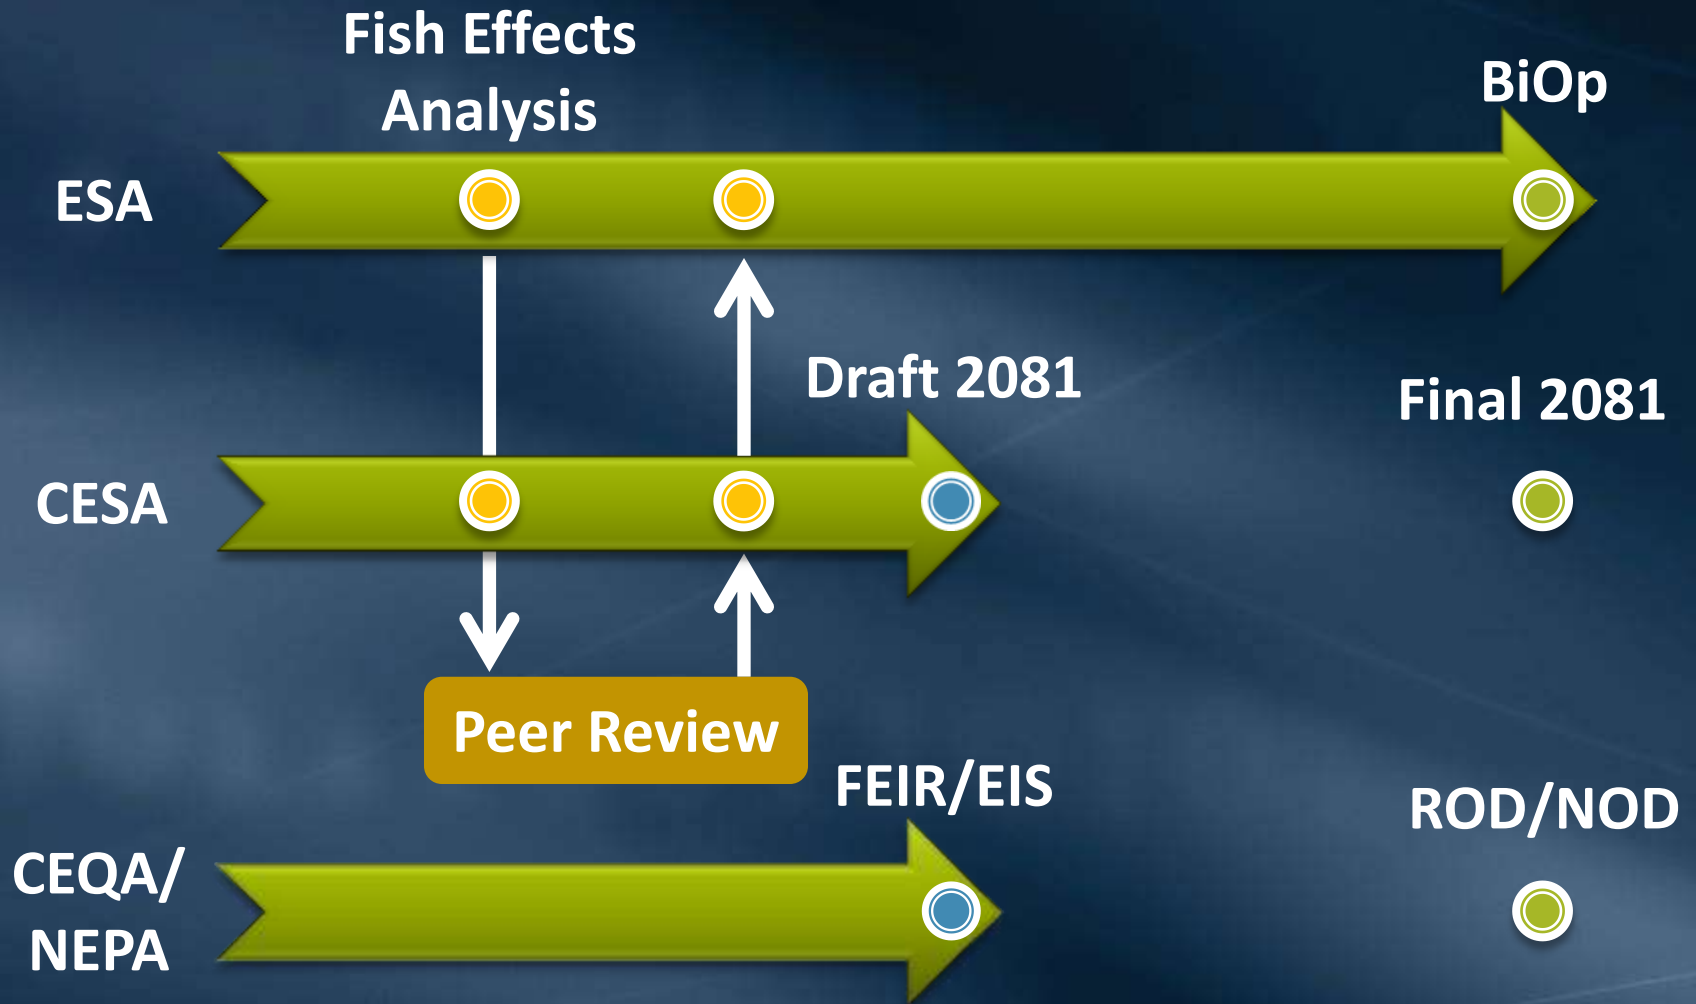 Fish Effects
Analysis
BiOp
ESA
Draft 2081
Final 2081
CESA
Peer Review
FEIR/EIS
ROD/NOD
CEQA/
NEPA